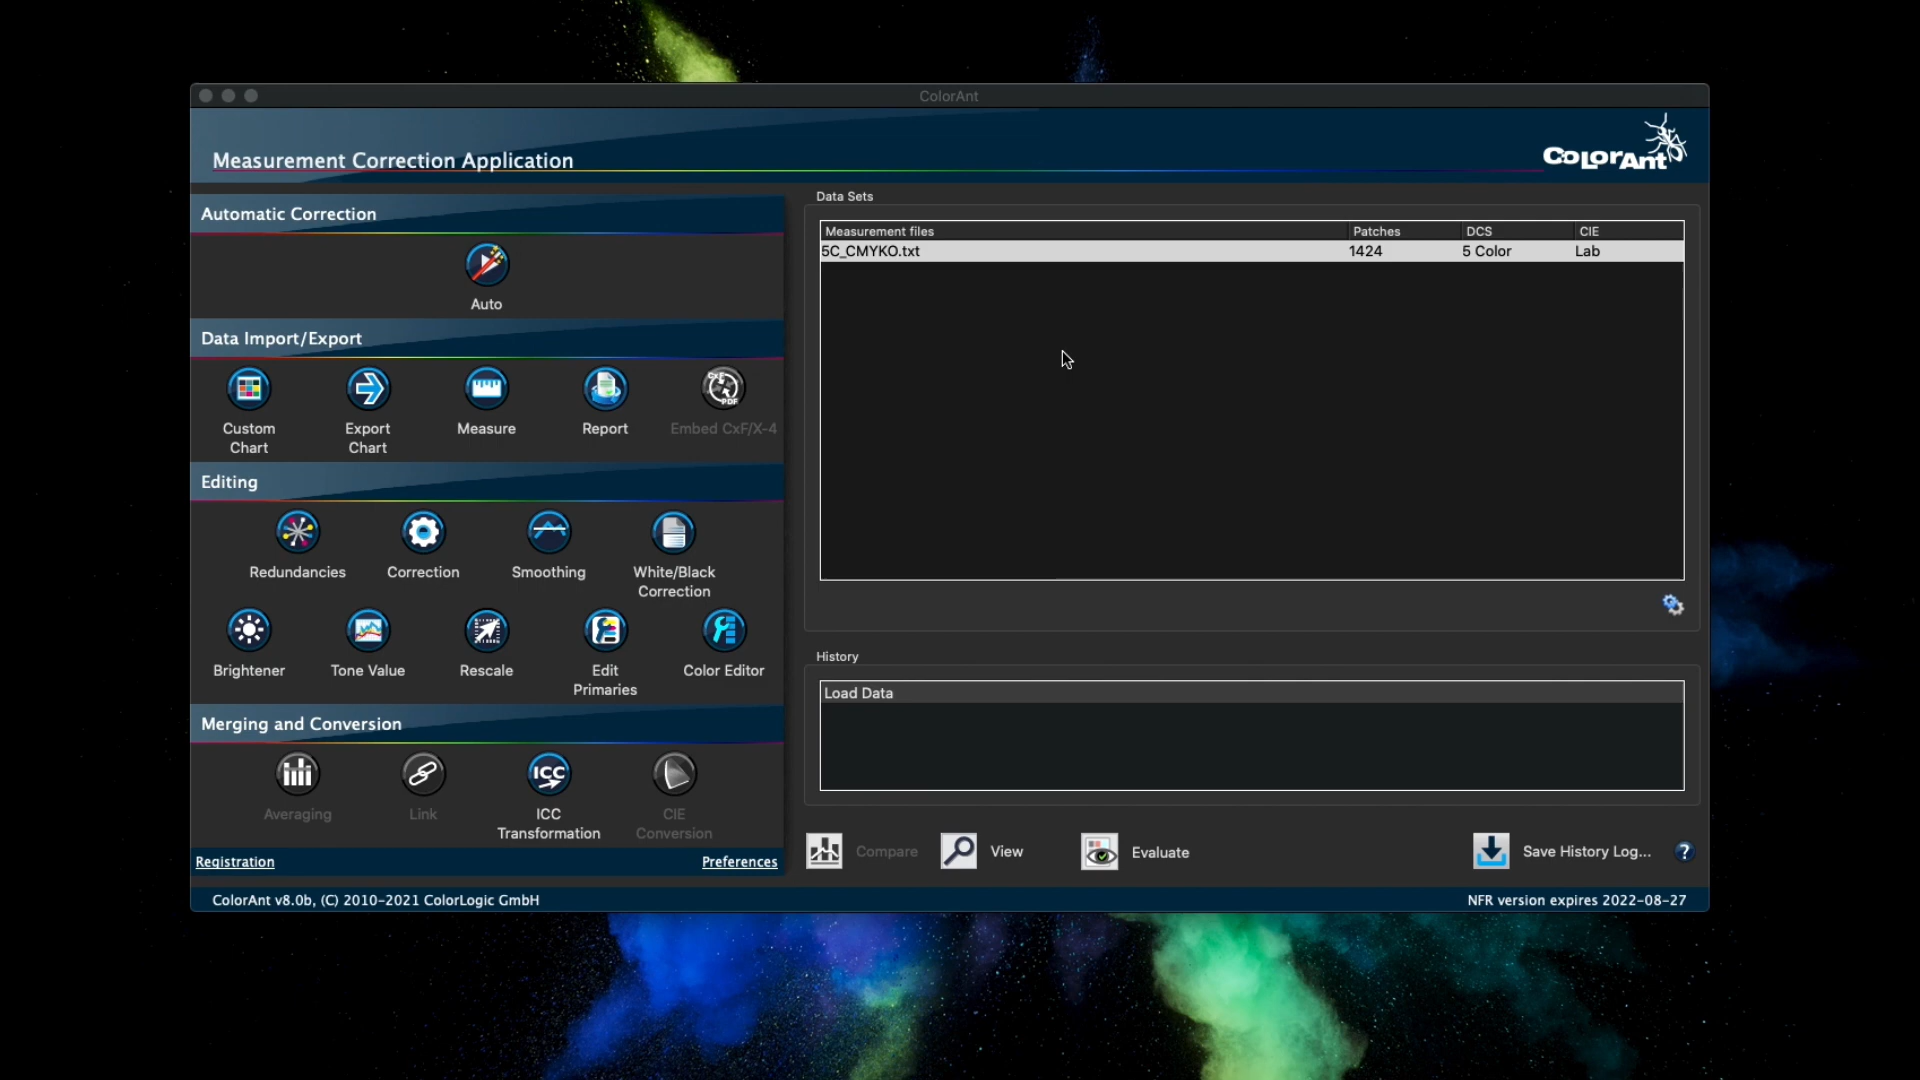 ColorAnt
Measurement Correction Application
ColorAnt
Automatic Correction
Auto
Data Import/Export
Custom
Chart
Export
Chart
Measure
Report
CxF
PDF
Embed CxF/X-4
Editing
Redundancies
Correction
Smoothing
White/Black
Correction
Brightener
Tone Value
Rescale
Edit
Primaries
Color Editor
Merging and Conversion
Averaging
Link
ICC
ICC
Transformation
CIE
Conversion
Registration
Preferences
Data Sets
Measurement files Patches DCS CIE
5C_CMYKO.txt 1424 5 Color Lab
History
Load Data
Compare
View
Evaluate
Save History Log...
?
ColorAnt v8.0b, (C) 2010-2021 ColorLogic GmbH
NFR version expires 2022-08-27